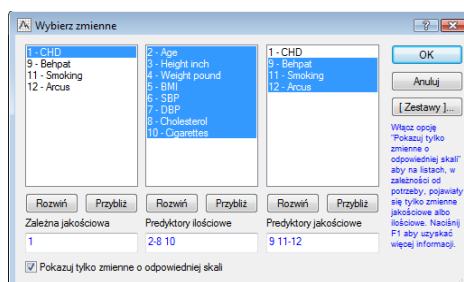 Wybierz zmienne
1 - CHD
9 - Behpat
11 - Smoking
12 - Arcus
2 - Age
3 - Height inch
4 - Weight pound
5 - BMI
6 - SBP
7 - DBP
8 - Cholesterol
10 - Cigarettes
1 - CHD
9 - Behpat
11 - Smoking
12 - Arcus
OK
Anuluj
[ Zestawy ]...
Włącz opcję
"Pokazuj tylko
zmienne o
odpowiedniej skali"
aby na listach, w
zależności od
potrzeby, pojawiały
się tylko zmienne
jakościowe albo
ilościowe. Naciśnij
F1 aby uzyskać
więcej informacji.
Rozwiń Przybliż Rozwiń Przybliż Rozwiń Przybliż
Zależna jakościowa Predyktory ilościowe Predyktory jakościowe
1 2-8 10 9 11-12
Pokazuj tylko zmienne o odpowiedniej skali